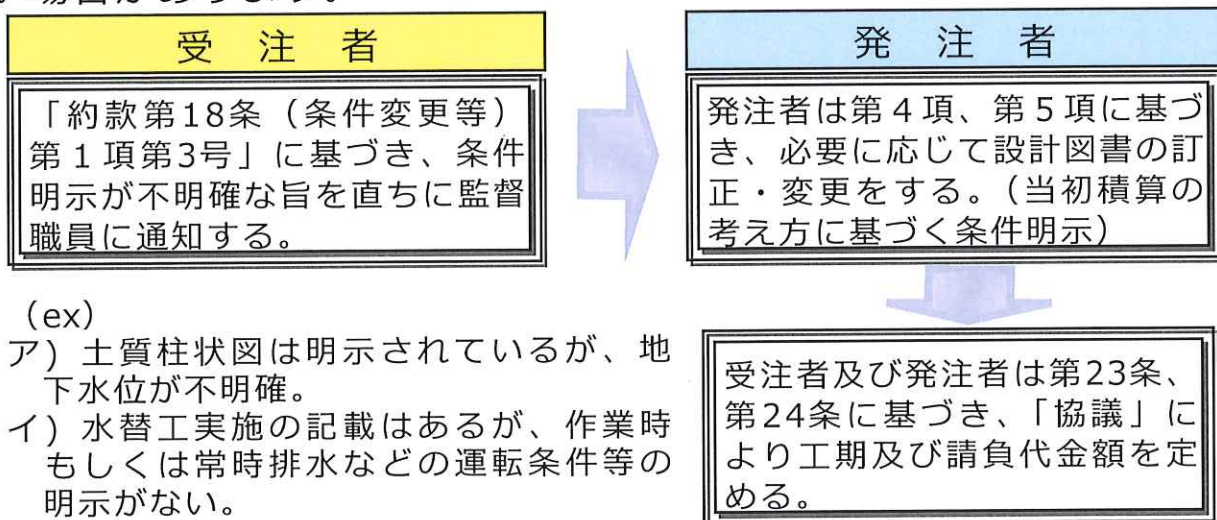 受　注　者
「約款第18条（条件変更等）
第１項第3号」に基づき、条件
明示が不明確な旨を直ちに監督
職員に通知する。
発　注　者
発注者は第４項、第５項に基づ
き、必要に応じて設計図書の訂
正・変更をする。（当初積算の
考え方に基づく条件明示）
（ex）
ア) 土質柱状図は明示されているが、地
下水位が不明確。
イ) 水替工実施の記載はあるが、作業時
もしくは常時排水などの運転条件等の
明示がない。
受注者及び発注者は第23条、
第24条に基づき、「協議」に
より工期及び請負代金額を定
める。